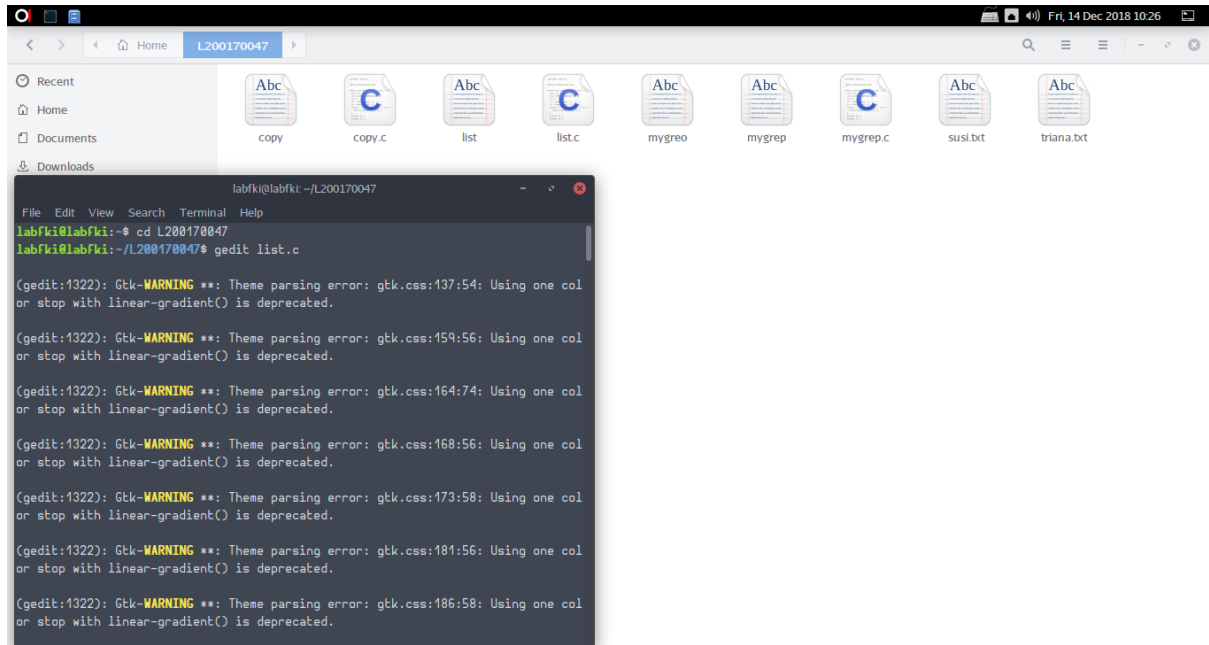 Fri, 14 Dec 2018 10:26
Home L200170047
Recent
Home
Documents
Downloads
Abc Abc Abc Abc Abc Abc
C C C
copy copy.c list list.c mygreo mygrep mygrep.c susi.txt triana.txt
labfki@labfki: ~/L200170047
File Edit View Search Terminal Help
labfki@labfki:~$ cd L200170047
labfki@labfki:~/L200170047$ gedit list.c
(gedit:1322): Gtk-WARNING **: Theme parsing error: gtk.css:137:54: Using one col
or stop with linear-gradient() is deprecated.
(gedit:1322): Gtk-WARNING **: Theme parsing error: gtk.css:159:56: Using one col
or stop with linear-gradient() is deprecated.
(gedit:1322): Gtk-WARNING **: Theme parsing error: gtk.css:164:74: Using one col
or stop with linear-gradient() is deprecated.
(gedit:1322): Gtk-WARNING **: Theme parsing error: gtk.css:168:56: Using one col
or stop with linear-gradient() is deprecated.
(gedit:1322): Gtk-WARNING **: Theme parsing error: gtk.css:173:58: Using one col
or stop with linear-gradient() is deprecated.
(gedit:1322): Gtk-WARNING **: Theme parsing error: gtk.css:181:56: Using one col
or stop with linear-gradient() is deprecated.
(gedit:1322): Gtk-WARNING **: Theme parsing error: gtk.css:186:58: Using one col
or stop with linear-gradient() is deprecated.